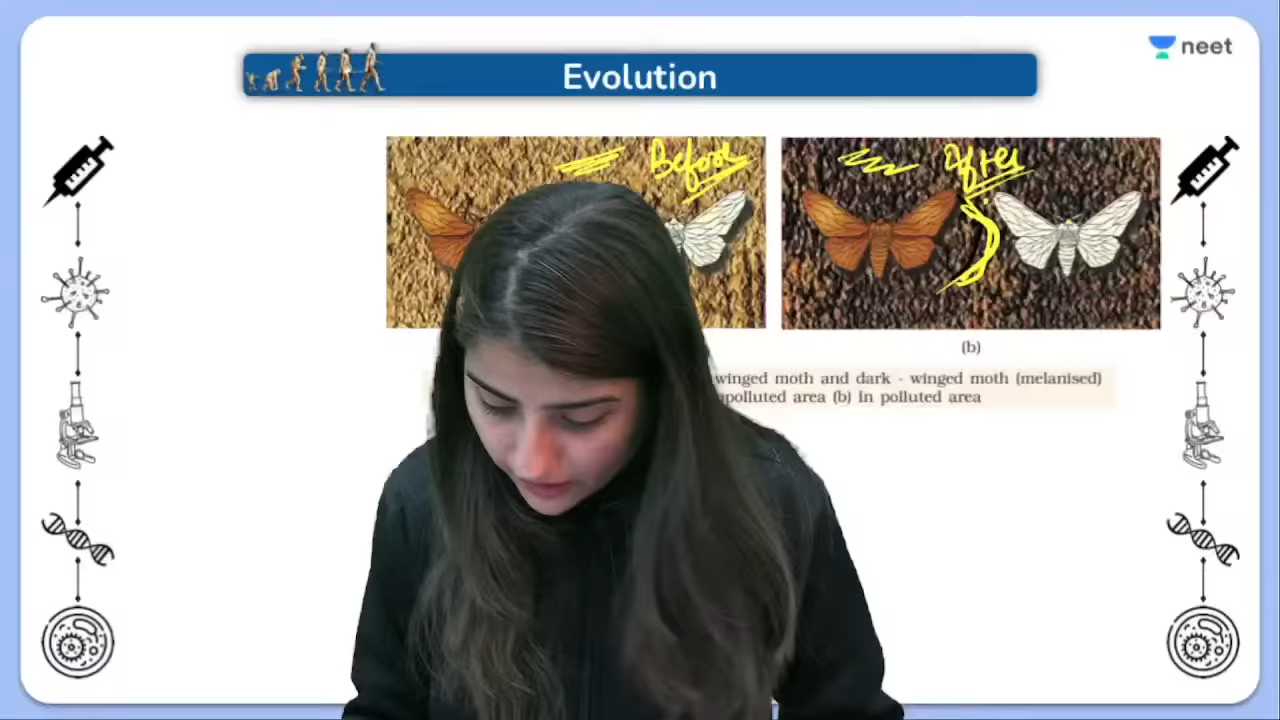 neet
Evolution
Before
After
(b)
winged moth and dark - winged moth (melanised)
polluted area (b) in polluted area